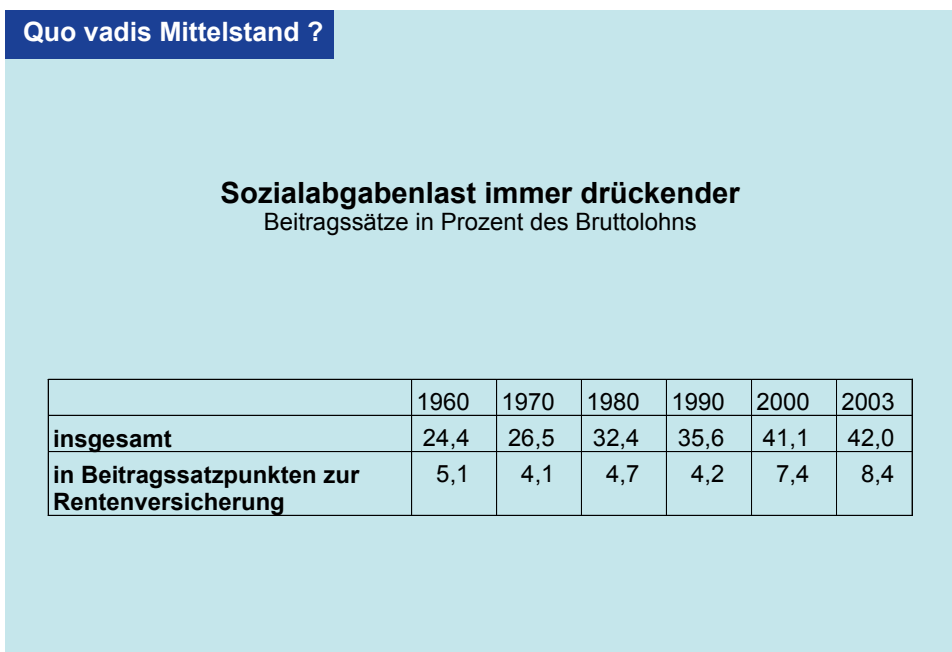 Quo vadis Mittelstand ?
Sozialabgabenlast immer drückender
Beitragssätze in Prozent des Bruttolohns
1960 1970 1980 1990 2000 2003
insgesamt 24,4 26,5 32,4 35,6 41,1 42,0
in Beitragssatzpunkten zur 5,1 4,1 4,7 4,2 7,4 8,4
Rentenversicherung